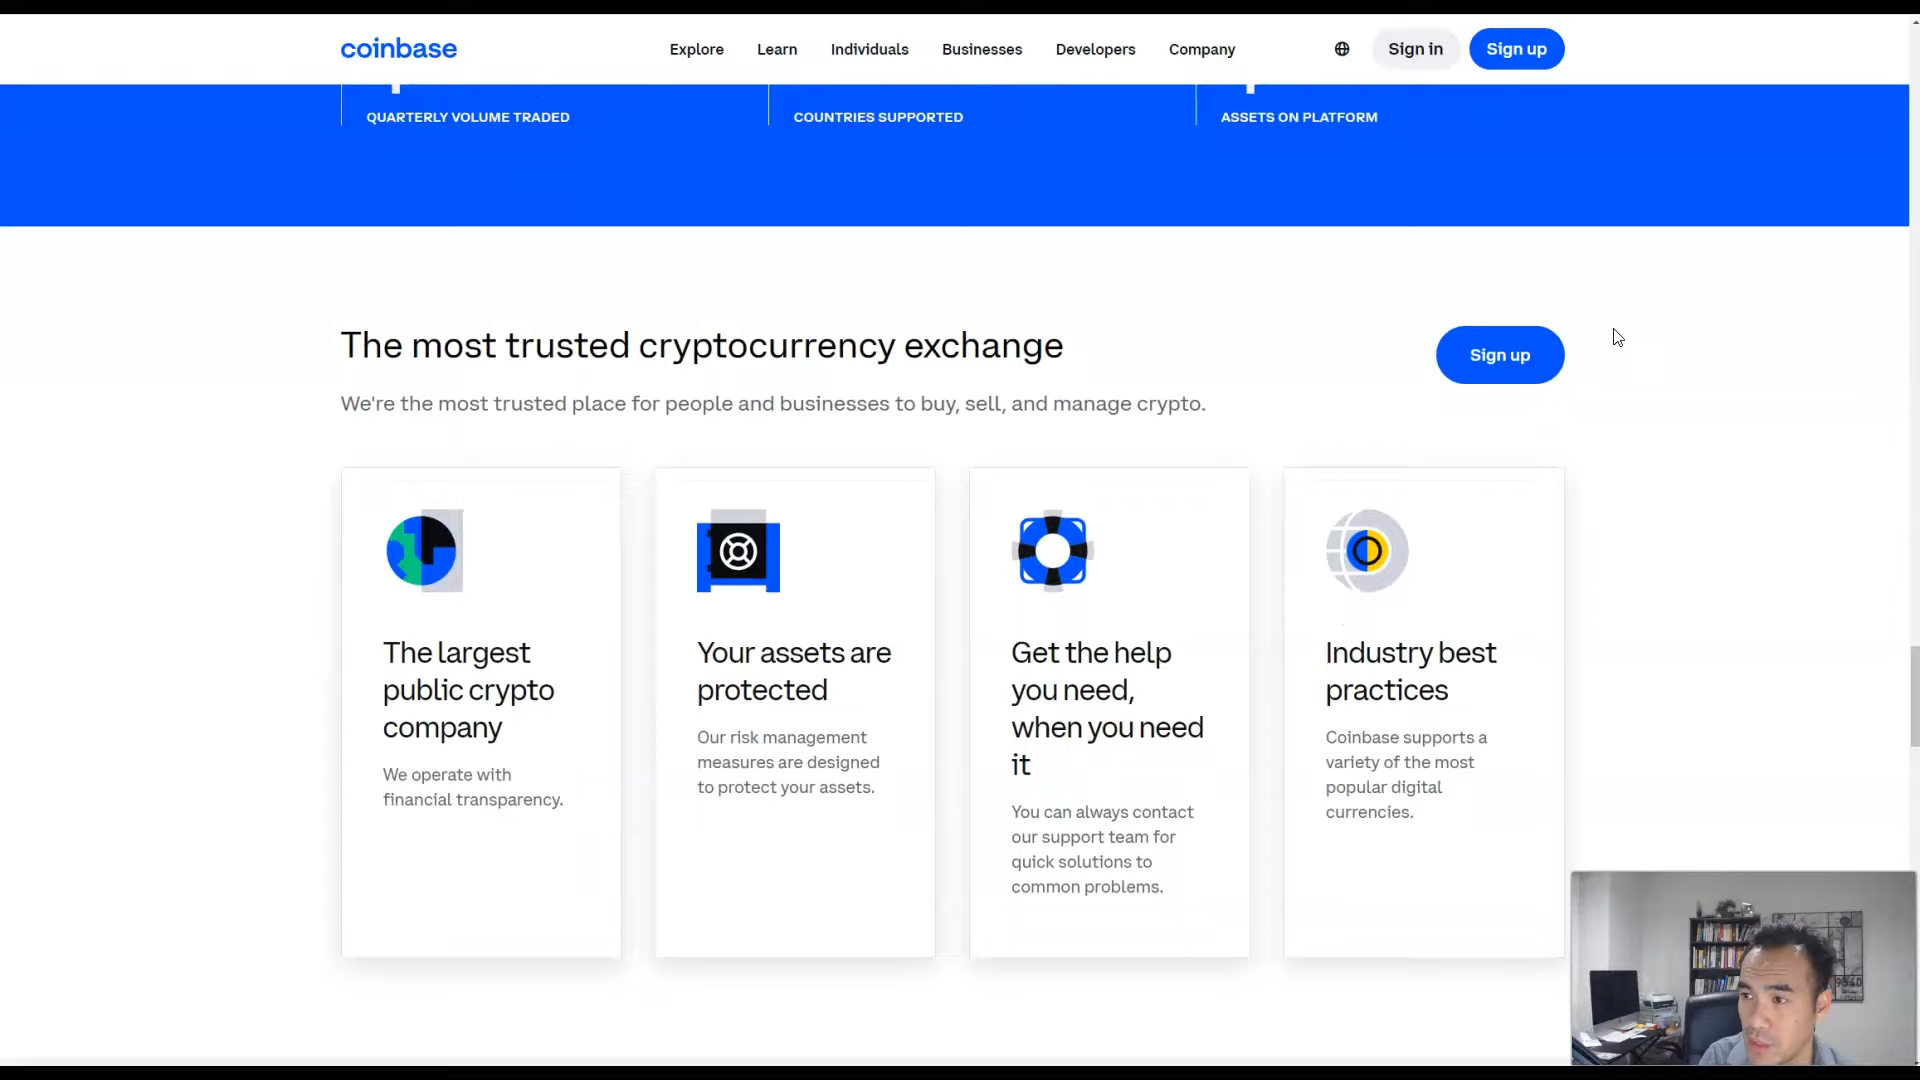 coinbase
Explore
Learn
Individuals
Businesses
Developers
Company
Sign in
Sign up
QUARTERLY VOLUME TRADED
COUNTRIES SUPPORTED
ASSETS ON PLATFORM
The most trusted cryptocurrency exchange
Sign up
We're the most trusted place for people and businesses to buy, sell, and manage crypto.
The largest
public crypto
company
We operate with
financial transparency.
Your assets are
protected
Our risk management
measures are designed
to protect your assets.
Get the help
you need,
when you need
it
You can always contact
our support team for
quick solutions to
common problems.
Industry best
practices
Coinbase supports a
variety of the most
popular digital
currencies.